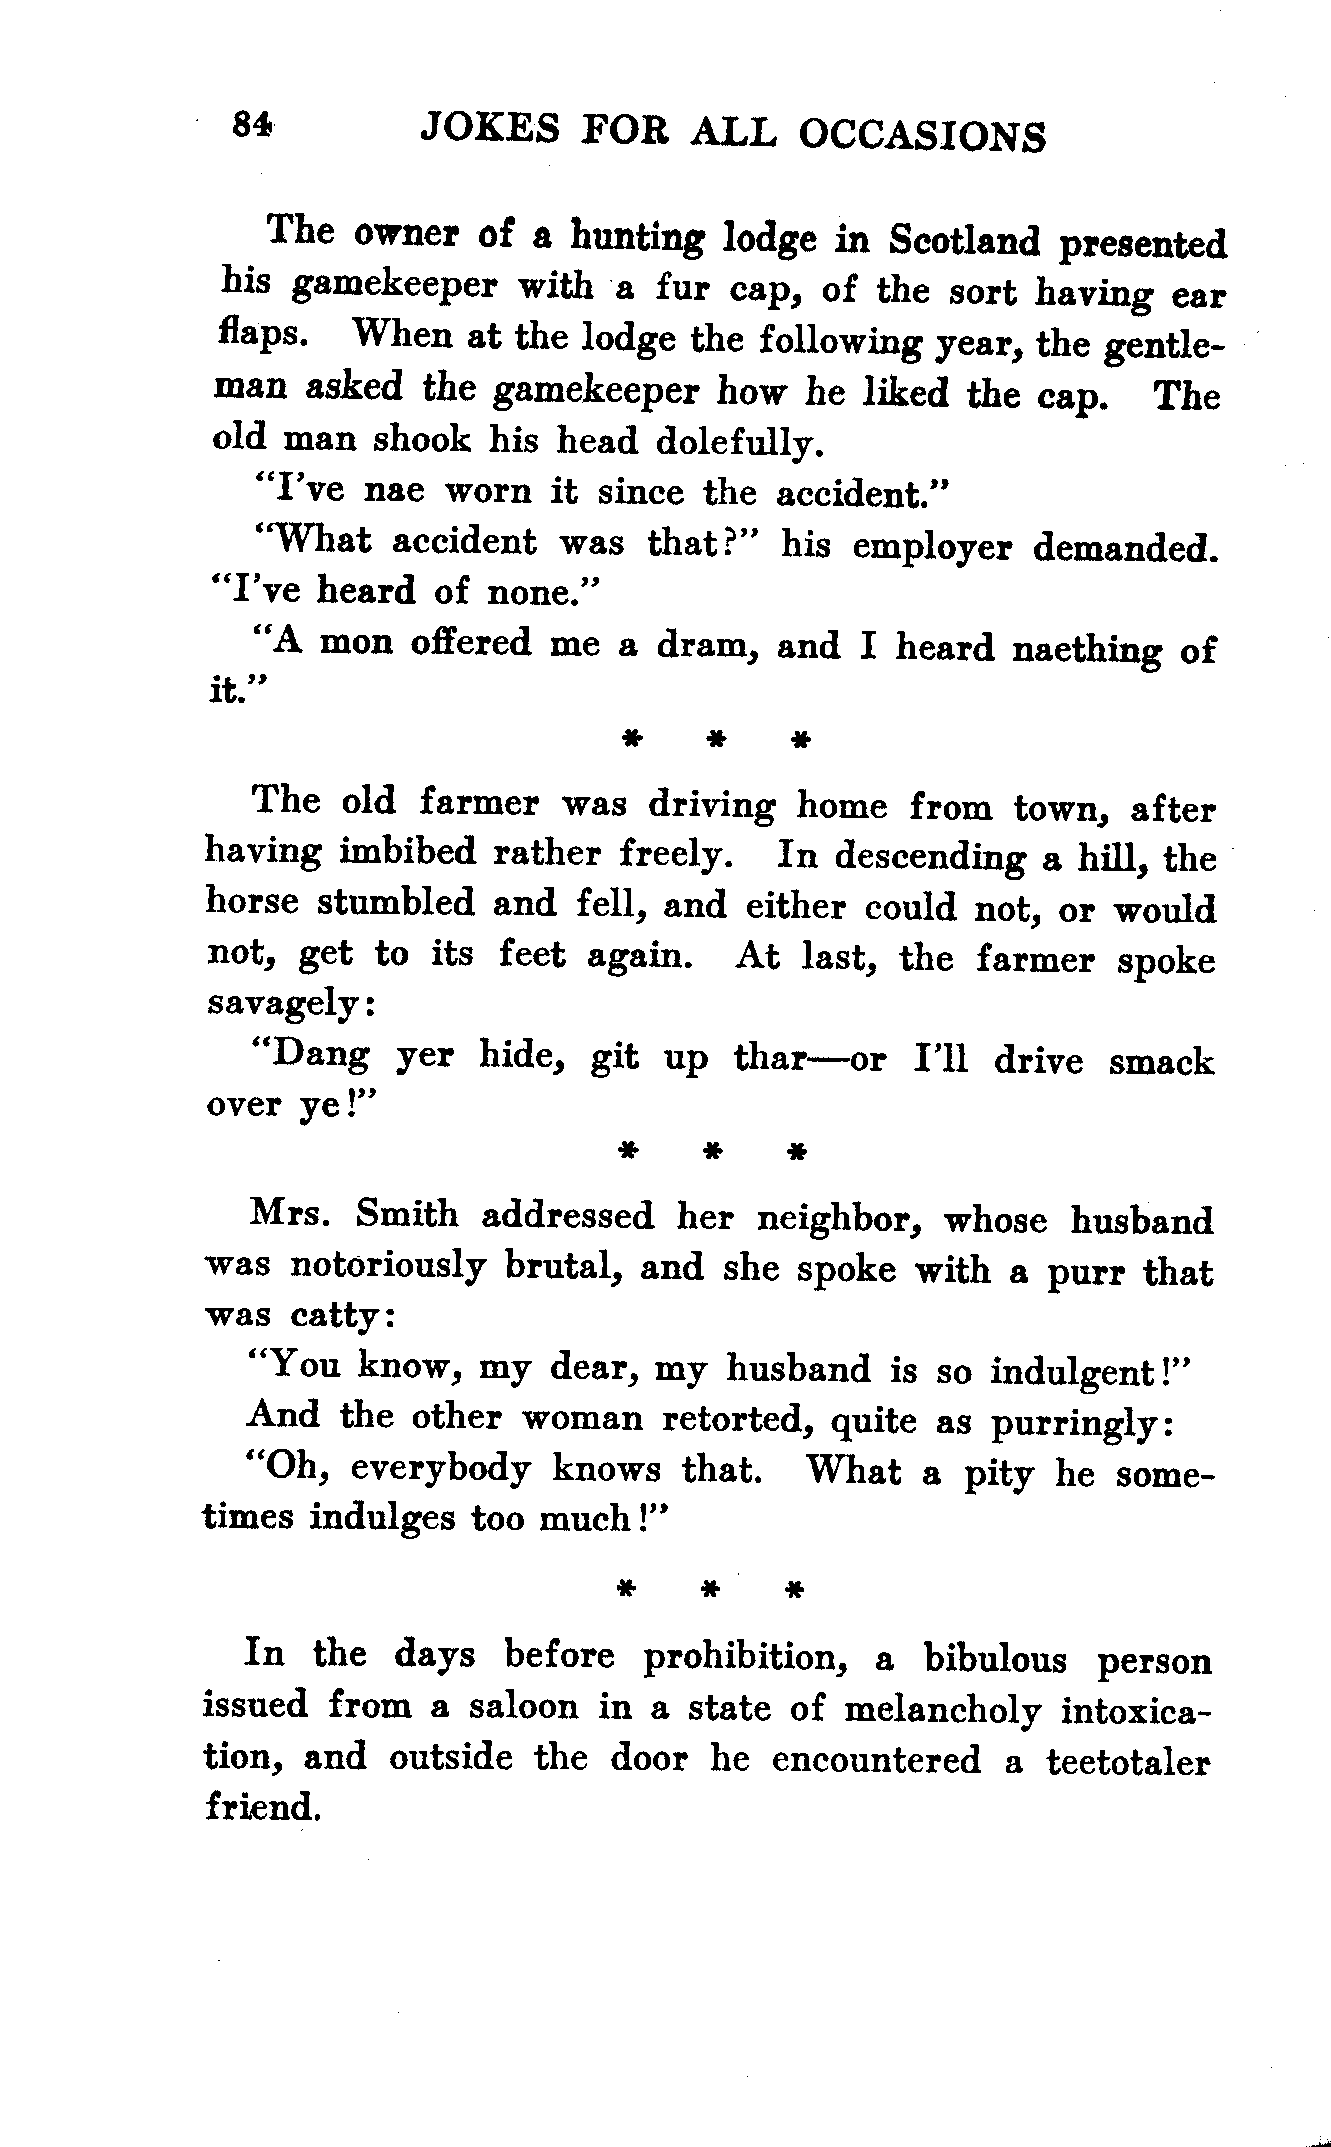 84 JOKES FOR ALL OCCASIONS
The owner of a hunting lodge in Scotland presented
his gamekeeper with a fur cap, of the sort having ear
flaps. When at the lodge the following year, the gentle-
man asked the gamekeeper how he liked the cap. The
old man shook his head dolefully.
"I've nae worn it since the accident."
"What accident was that?" his employer demanded.
"I've heard of none."
"A mon offered me a dram, and I heard naething of
it."
* * *
The old farmer was driving home from town, after
having imbibed rather freely. In descending a hill, the
horse stumbled and fell, and either could not, or would
not, get to its feet again. At last, the farmer spoke
savagely:
"Dang yer hide, git up thar—or I'll drive smack
over ye!"
* * *
Mrs. Smith addressed her neighbor, whose husband
was notoriously brutal, and she spoke with a purr that
was catty:
"You know, my dear, my husband is so indulgent!"
And the other woman retorted, quite as purringly:
"Oh, everybody knows that. What a pity he some-
times indulges too much!"
* * *
In the days before prohibition, a bibulous person
issued from a saloon in a state of melancholy intoxica-
tion, and outside the door he encountered a teetotaler
friend.